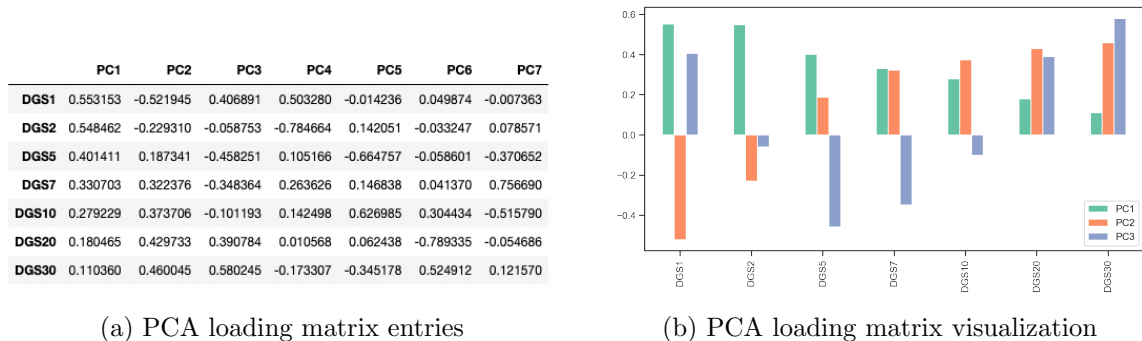 PC1 PC2 PC3 PC4 PC5 PC6 PC7
DGS1 0.553153 -0.521945 0.406891 0.503280 -0.014236 0.049874 -0.007363
DGS2 0.548462 -0.229310 -0.058753 -0.784664 0.142051 -0.033247 0.078571
DGS5 0.401411 0.187341 -0.458251 0.105166 -0.664757 -0.058601 -0.370652
DGS7 0.330703 0.322376 -0.348364 0.263626 0.146838 0.041370 0.756690
DGS10 0.279229 0.373706 -0.101193 0.142498 0.626985 0.304434 -0.515790
DGS20 0.180465 0.429733 0.390784 0.010568 0.062438 -0.789335 -0.054686
DGS30 0.110360 0.460045 0.580245 -0.173307 -0.345178 0.524912 0.121570
(a) PCA loading matrix entries
0.6
0.4
0.2
0.0
−0.2
−0.4
PC1
PC2
PC3
DGS1 DGS2 DGS5 DGS7 DGS10 DGS20 DGS30
(b) PCA loading matrix visualization